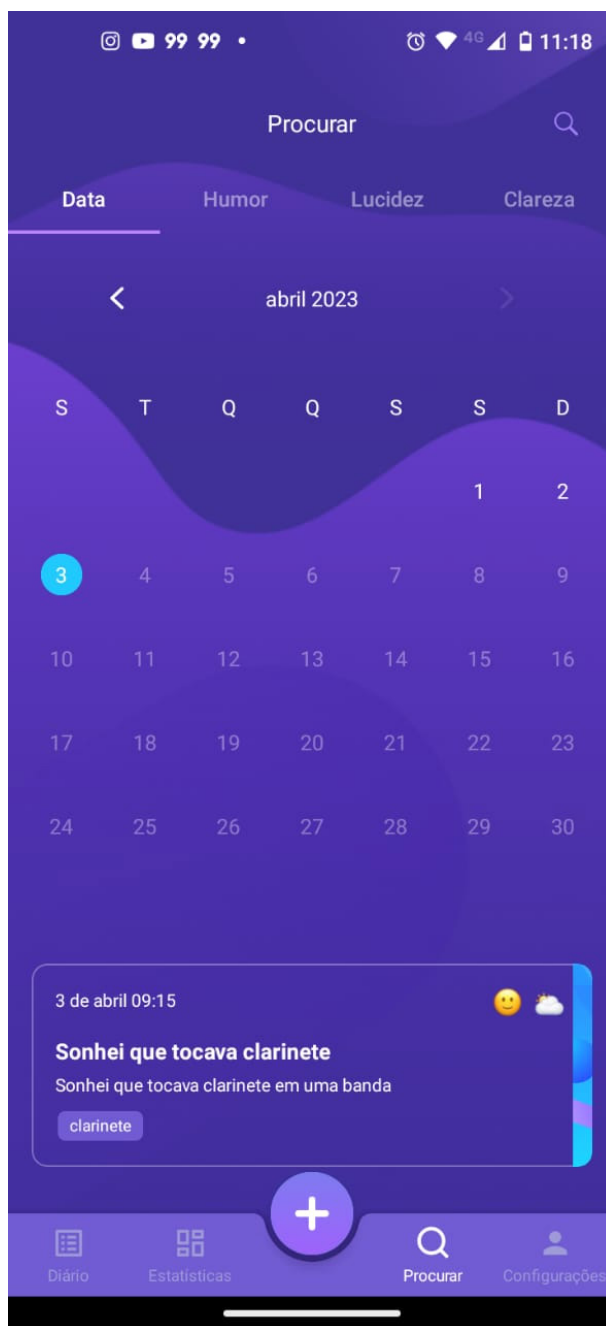 99 99 4G 11:18
Procurar
Data Humor Lucidez Clareza
abril 2023
S T Q Q S S D
1 2
3 4 5 6 7 8 9
10 11 12 13 14 15 16
17 18 19 20 21 22 23
24 25 26 27 28 29 30
3 de abril 09:15
Sonhei que tocava clarinete
Sonhei que tocava clarinete em uma banda
clarinete
Diário Estatísticas Procurar Configurações